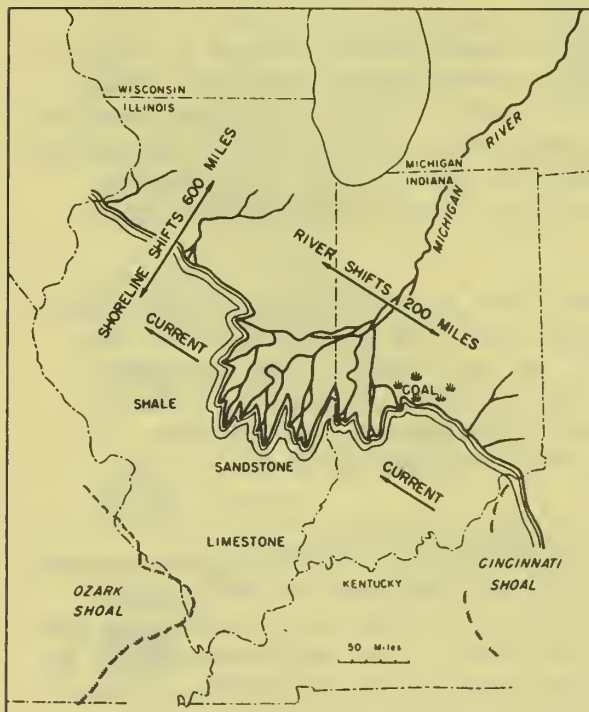 WISCONSIN
ILLINOIS
MICHIGAN
INDIANA
MICHIGAN RIVER
SHORELINE SHIFTS 600 MILES
RIVER SHIFTS 200 MILES
CURRENT
COAL
SHALE
SANDSTONE
CURRENT
LIMESTONE
CINCINNATI
SHOAL
KENTUCKY
OZARK
SHOAL
50 Miles